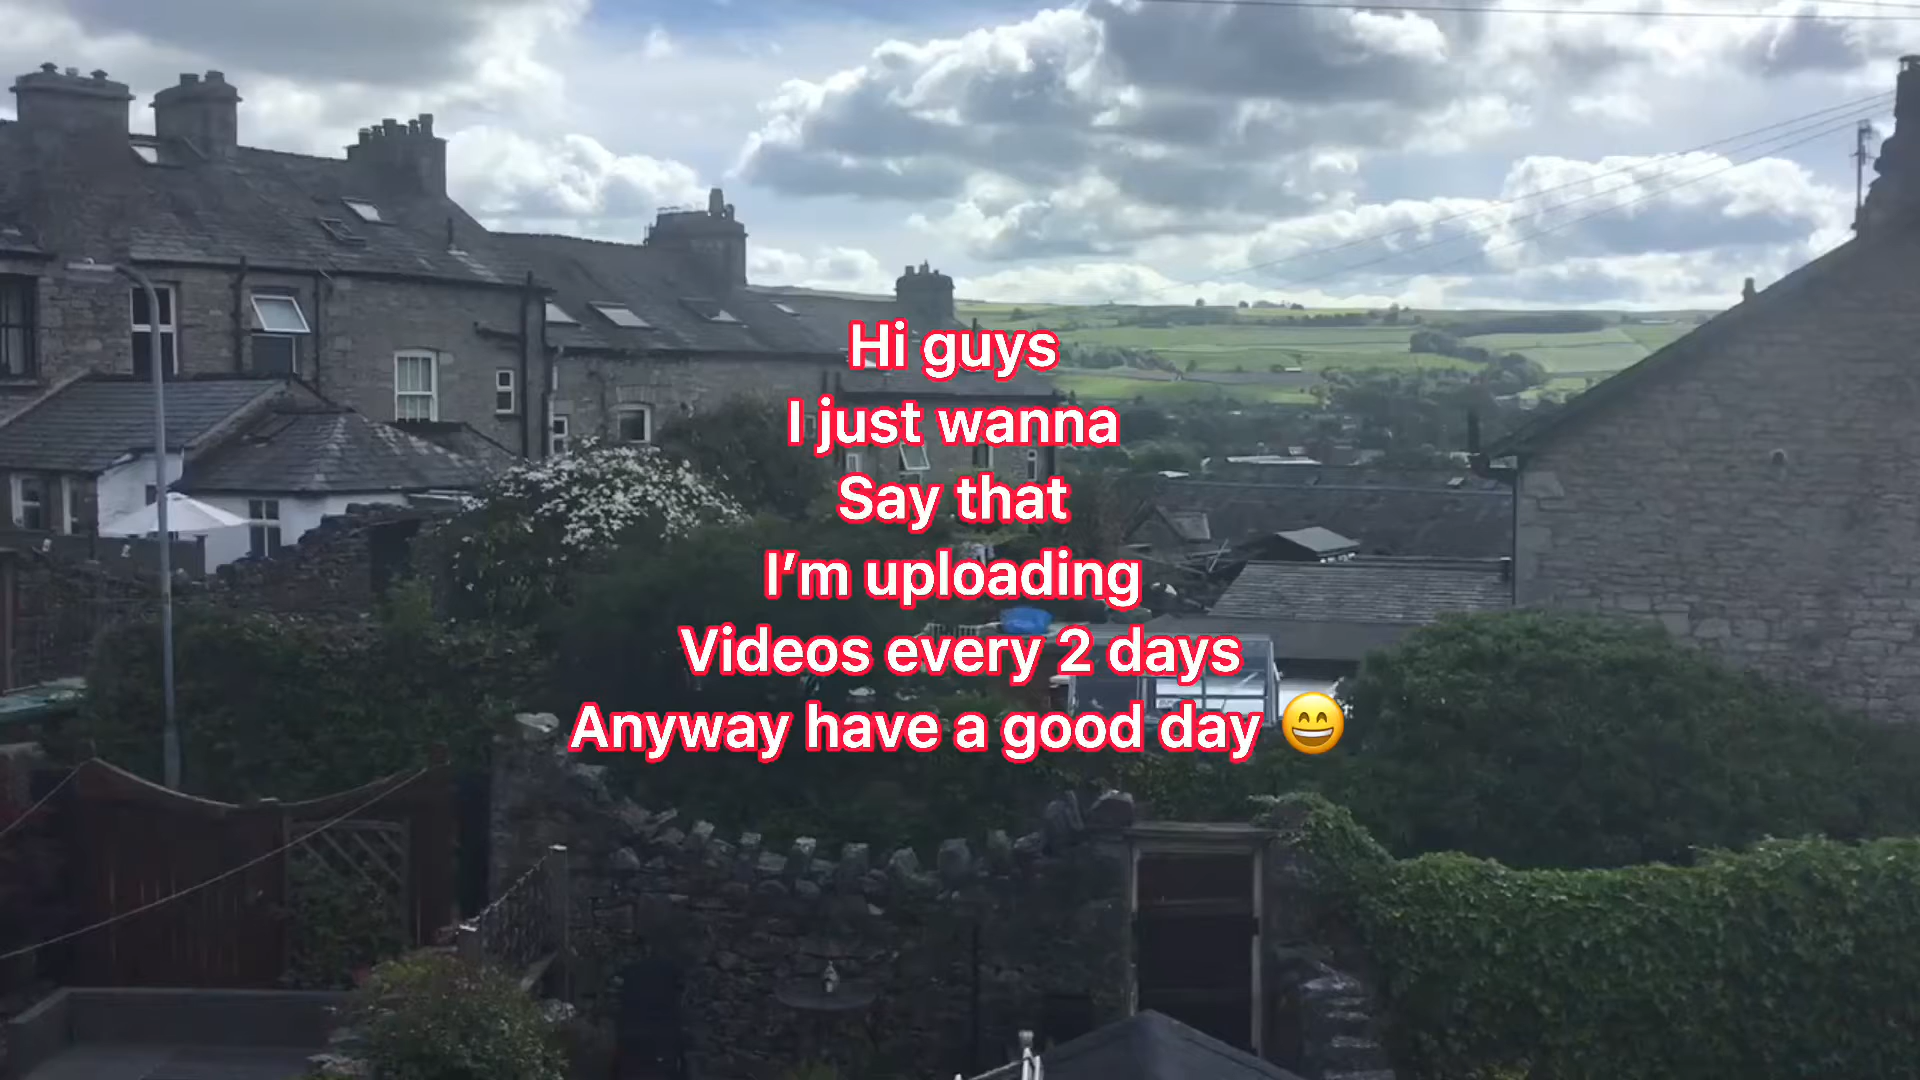 Hi guys
I just wanna
Say that
I’m uploading
Videos every 2 days
Anyway have a good day 😄